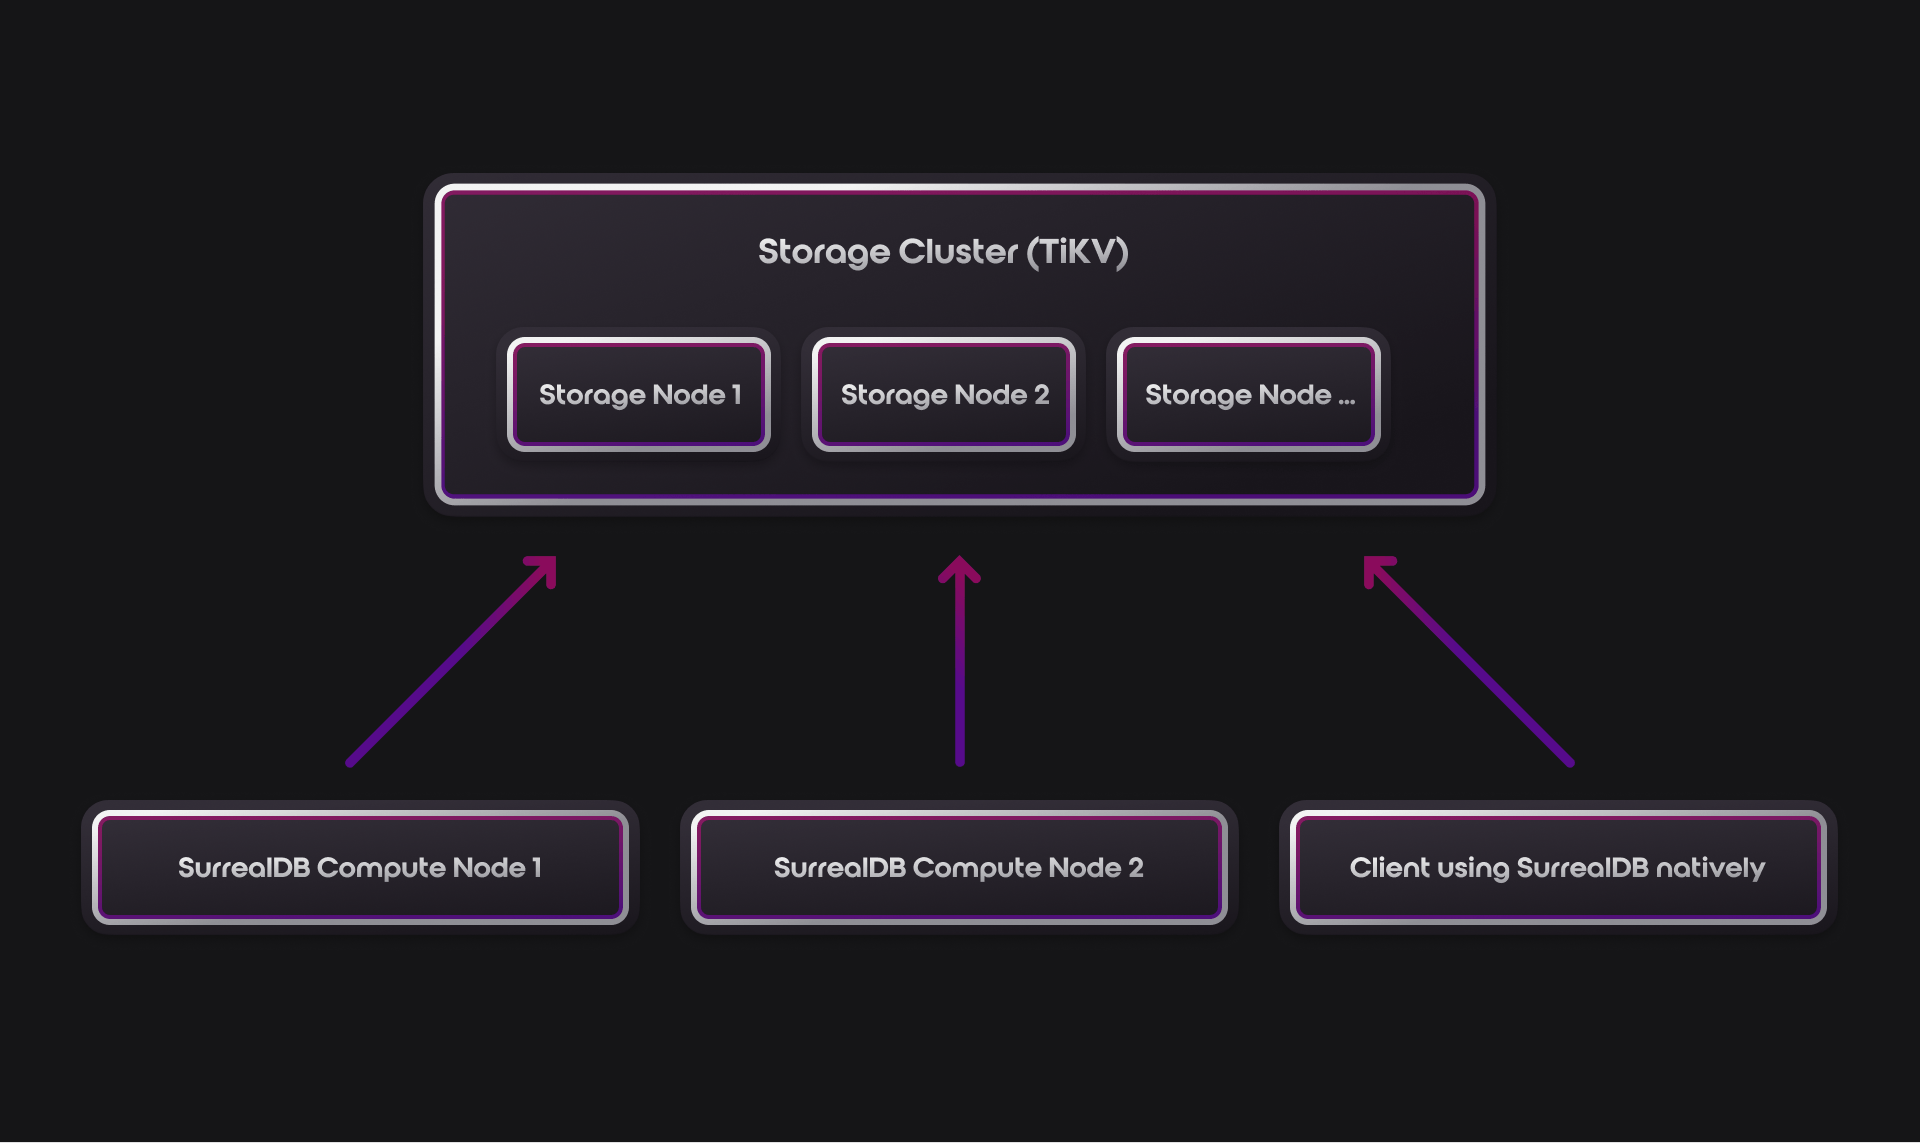 Storage Cluster (TiKV)
Storage Node 1
Storage Node 2
Storage Node ...
SurrealDB Compute Node 1
SurrealDB Compute Node 2
Client using SurrealDB natively